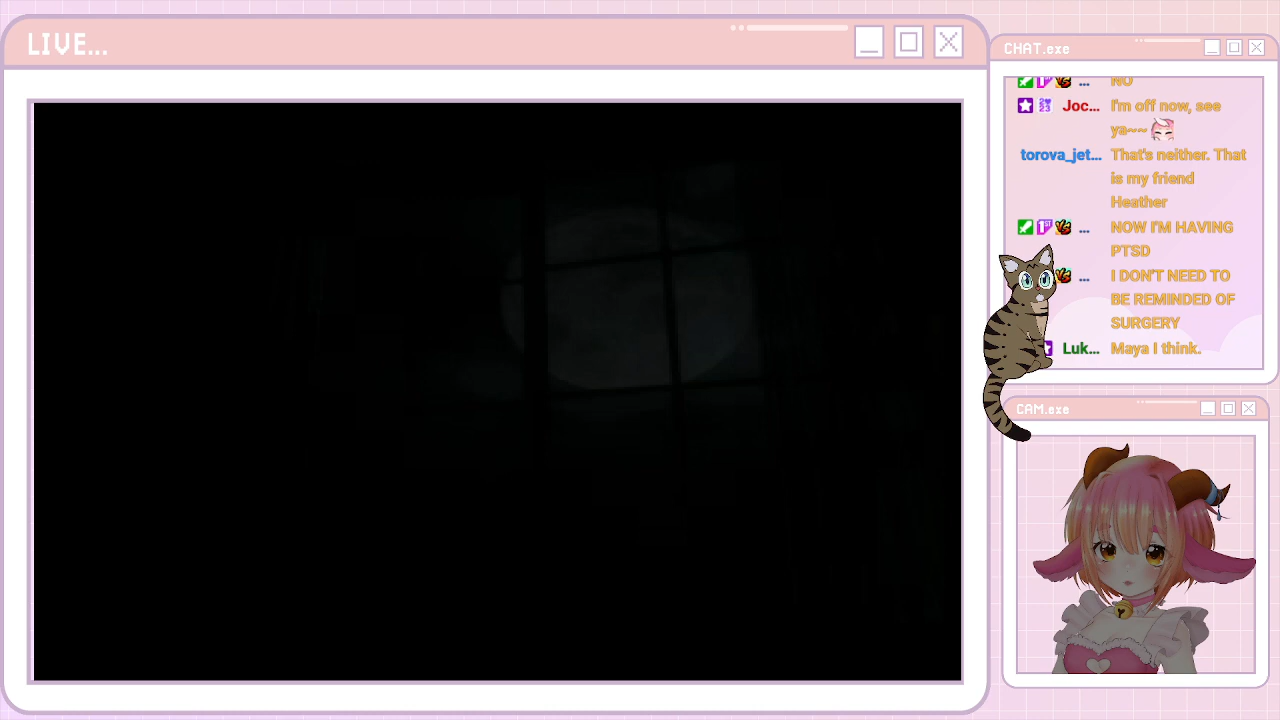 LIVE...
CHAT.exe
... NO
Joc... I'm off now, see
ya~~
torova_jet... That's neither. That
is my friend
Heather
... NOW I'M HAVING
PTSD
... I DON'T NEED TO
BE REMINDED OF
SURGERY
Luk... Maya I think.
CAM.exe